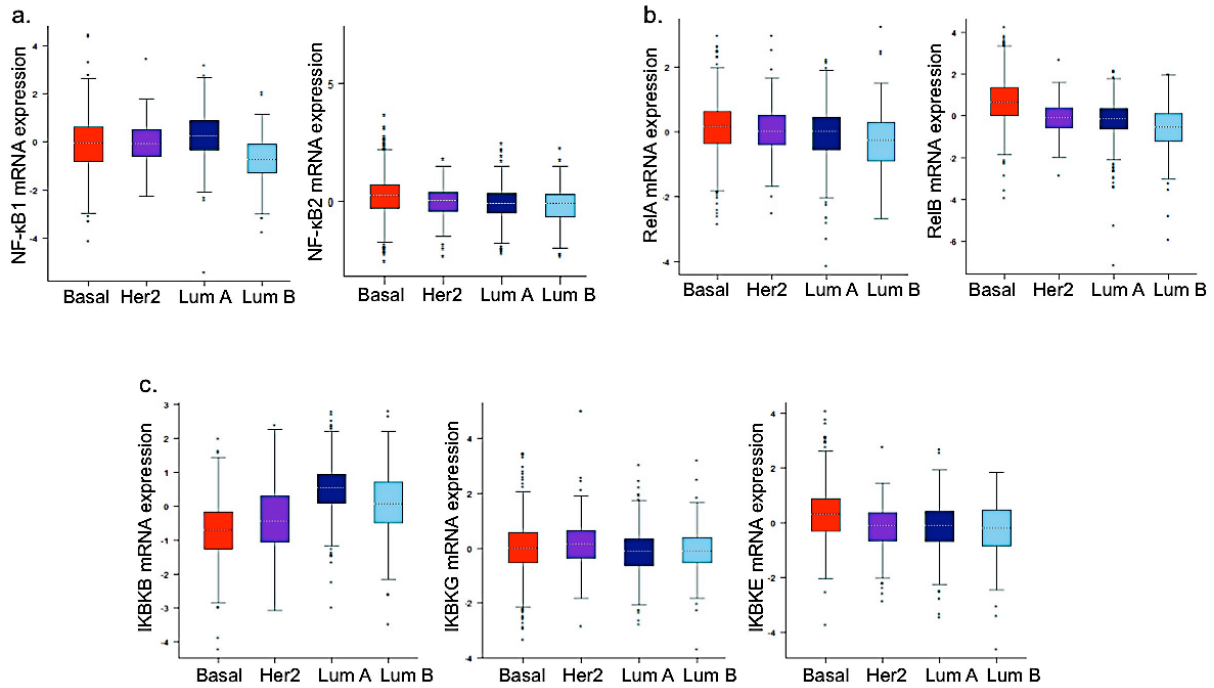 a.
b.
NF-κB1 mRNA expression
4
2
0
-2
-4
Basal Her2 Lum A Lum B
NF-κB2 mRNA expression
5
0
Basal Her2 Lum A Lum B
RelA mRNA expression
2
0
-2
-4
Basal Her2 Lum A Lum B
RelB mRNA expression
4
2
0
-2
-4
-6
Basal Her2 Lum A Lum B
c.
IKBKB mRNA expression
3
2
1
0
-1
-2
-3
-4
Basal Her2 Lum A Lum B
IKBKG mRNA expression
4
2
0
-2
-4
Basal Her2 Lum A Lum B
IKBKE mRNA expression
4
2
0
-2
-4
Basal Her2 Lum A Lum B